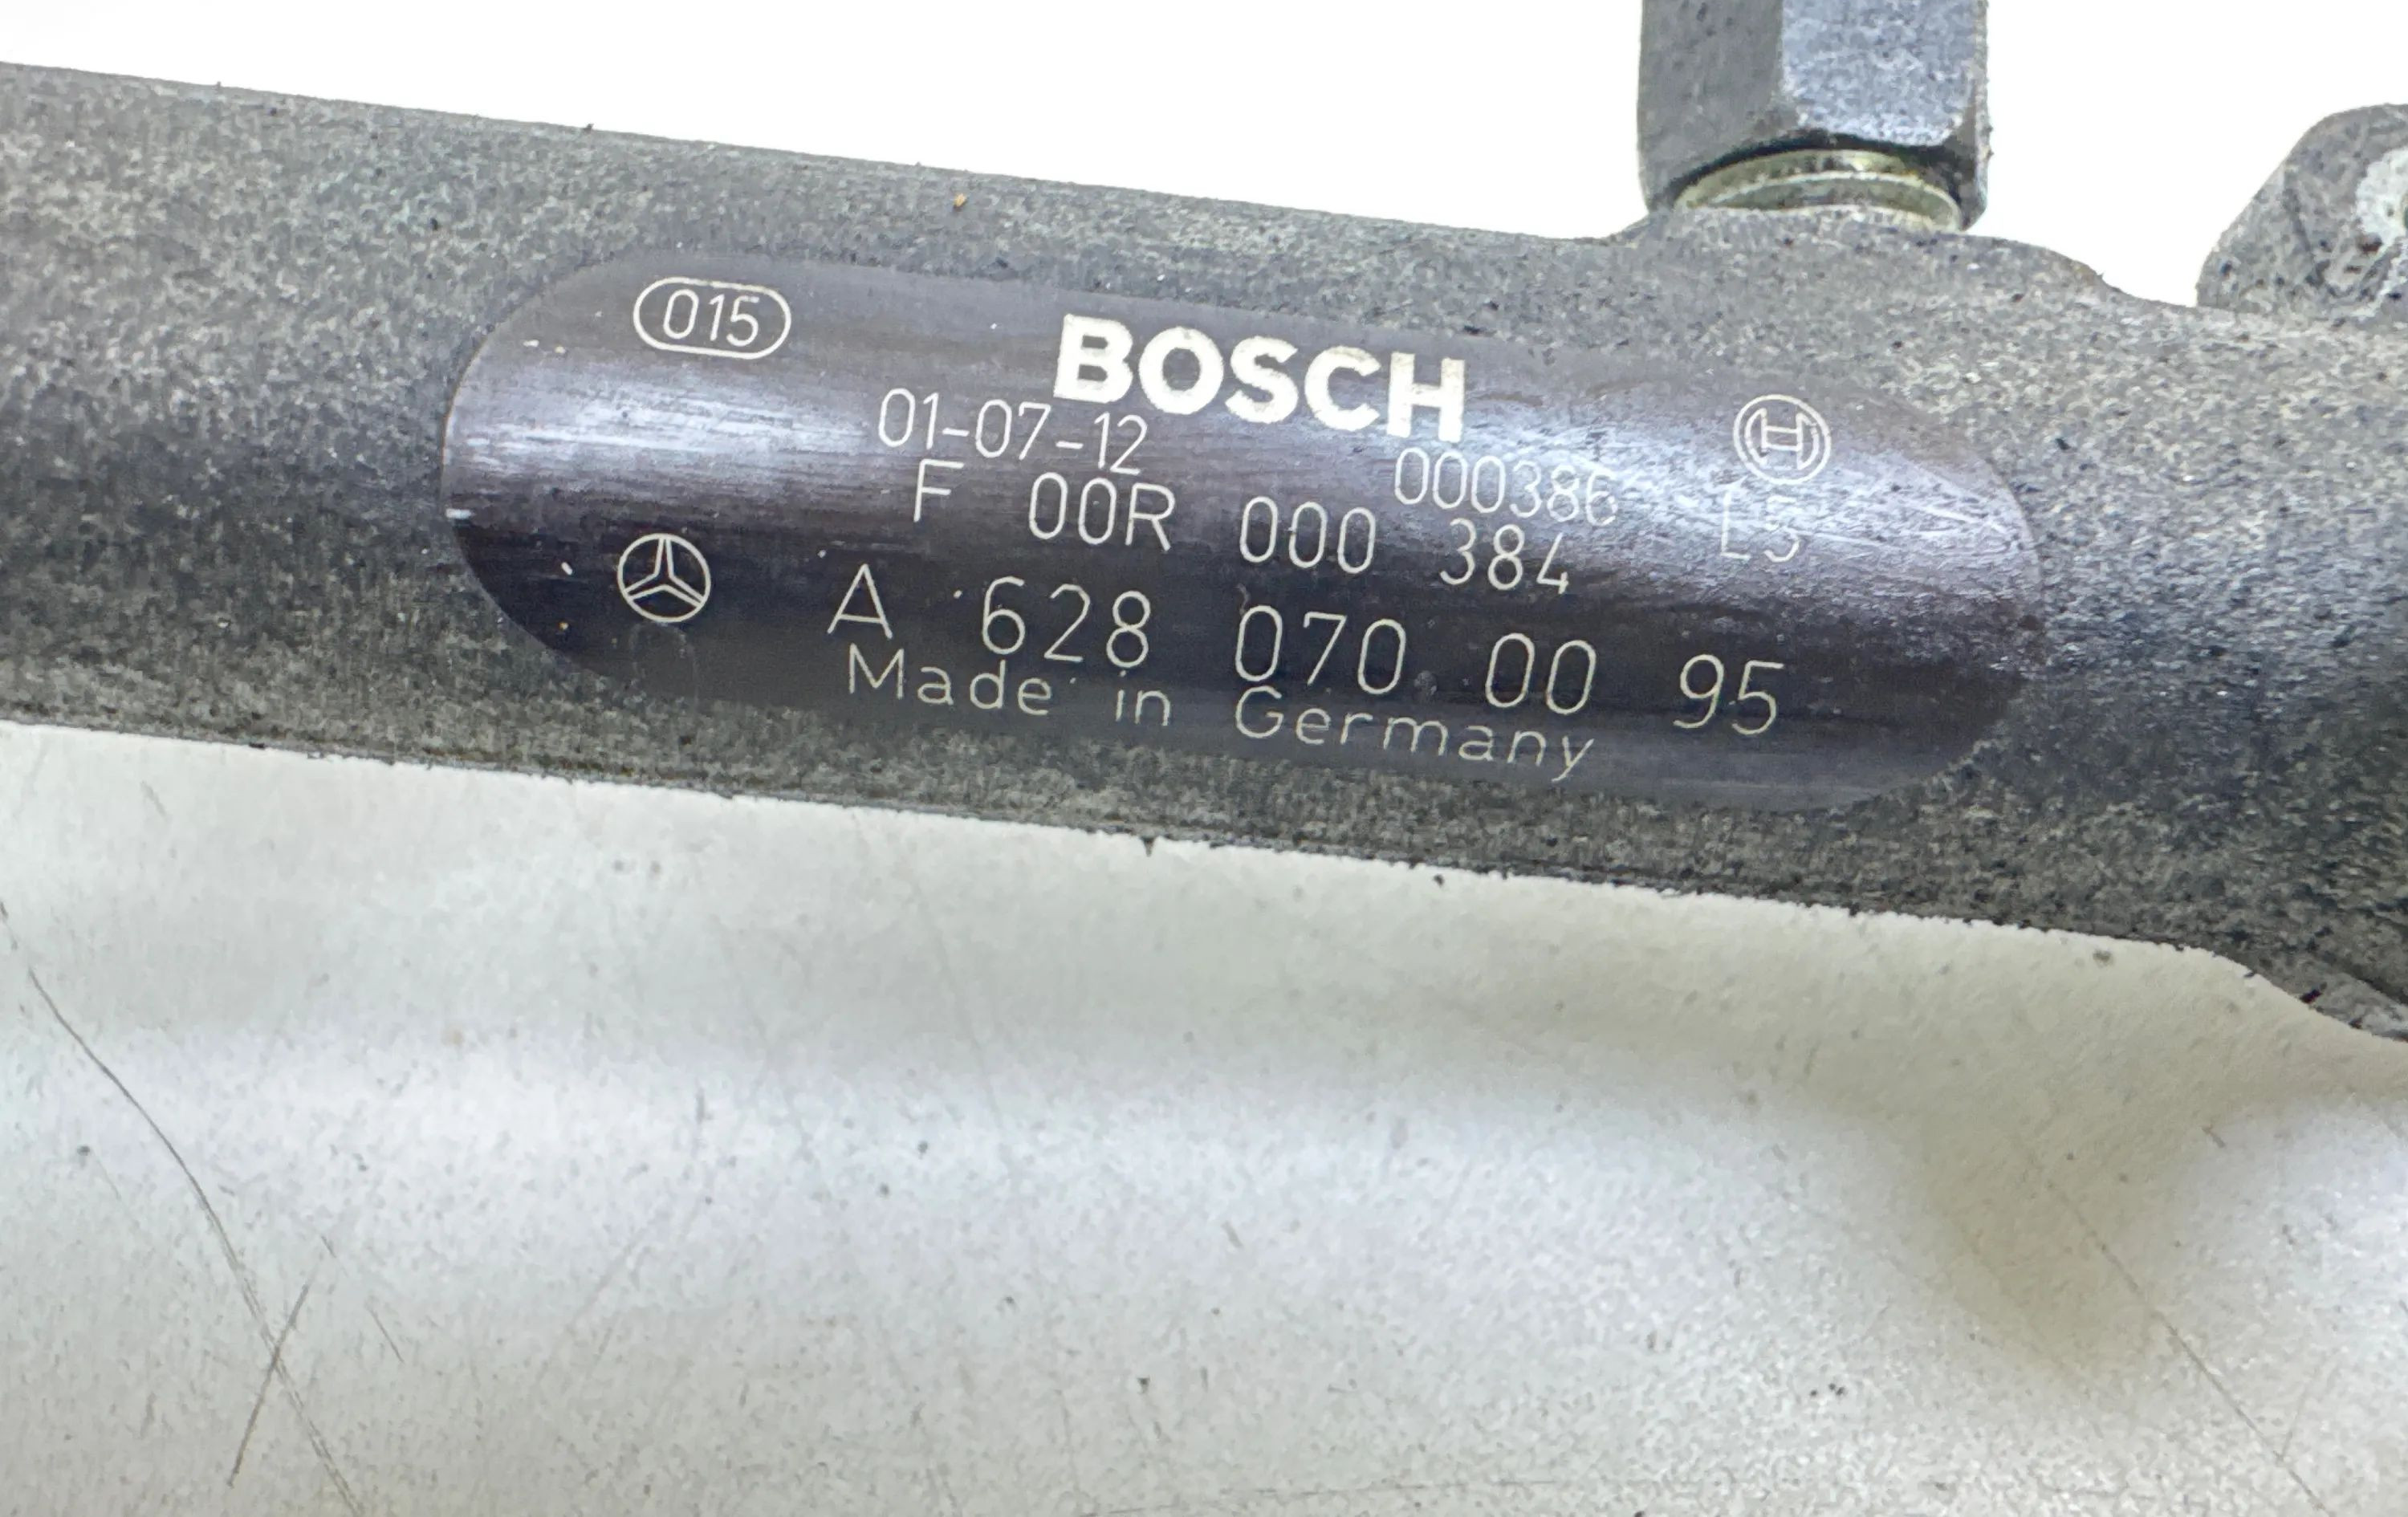 015
BOSCH
01-07-12 000386 L5
F 00R 000 384
A 628 070 00 95
Made in Germany